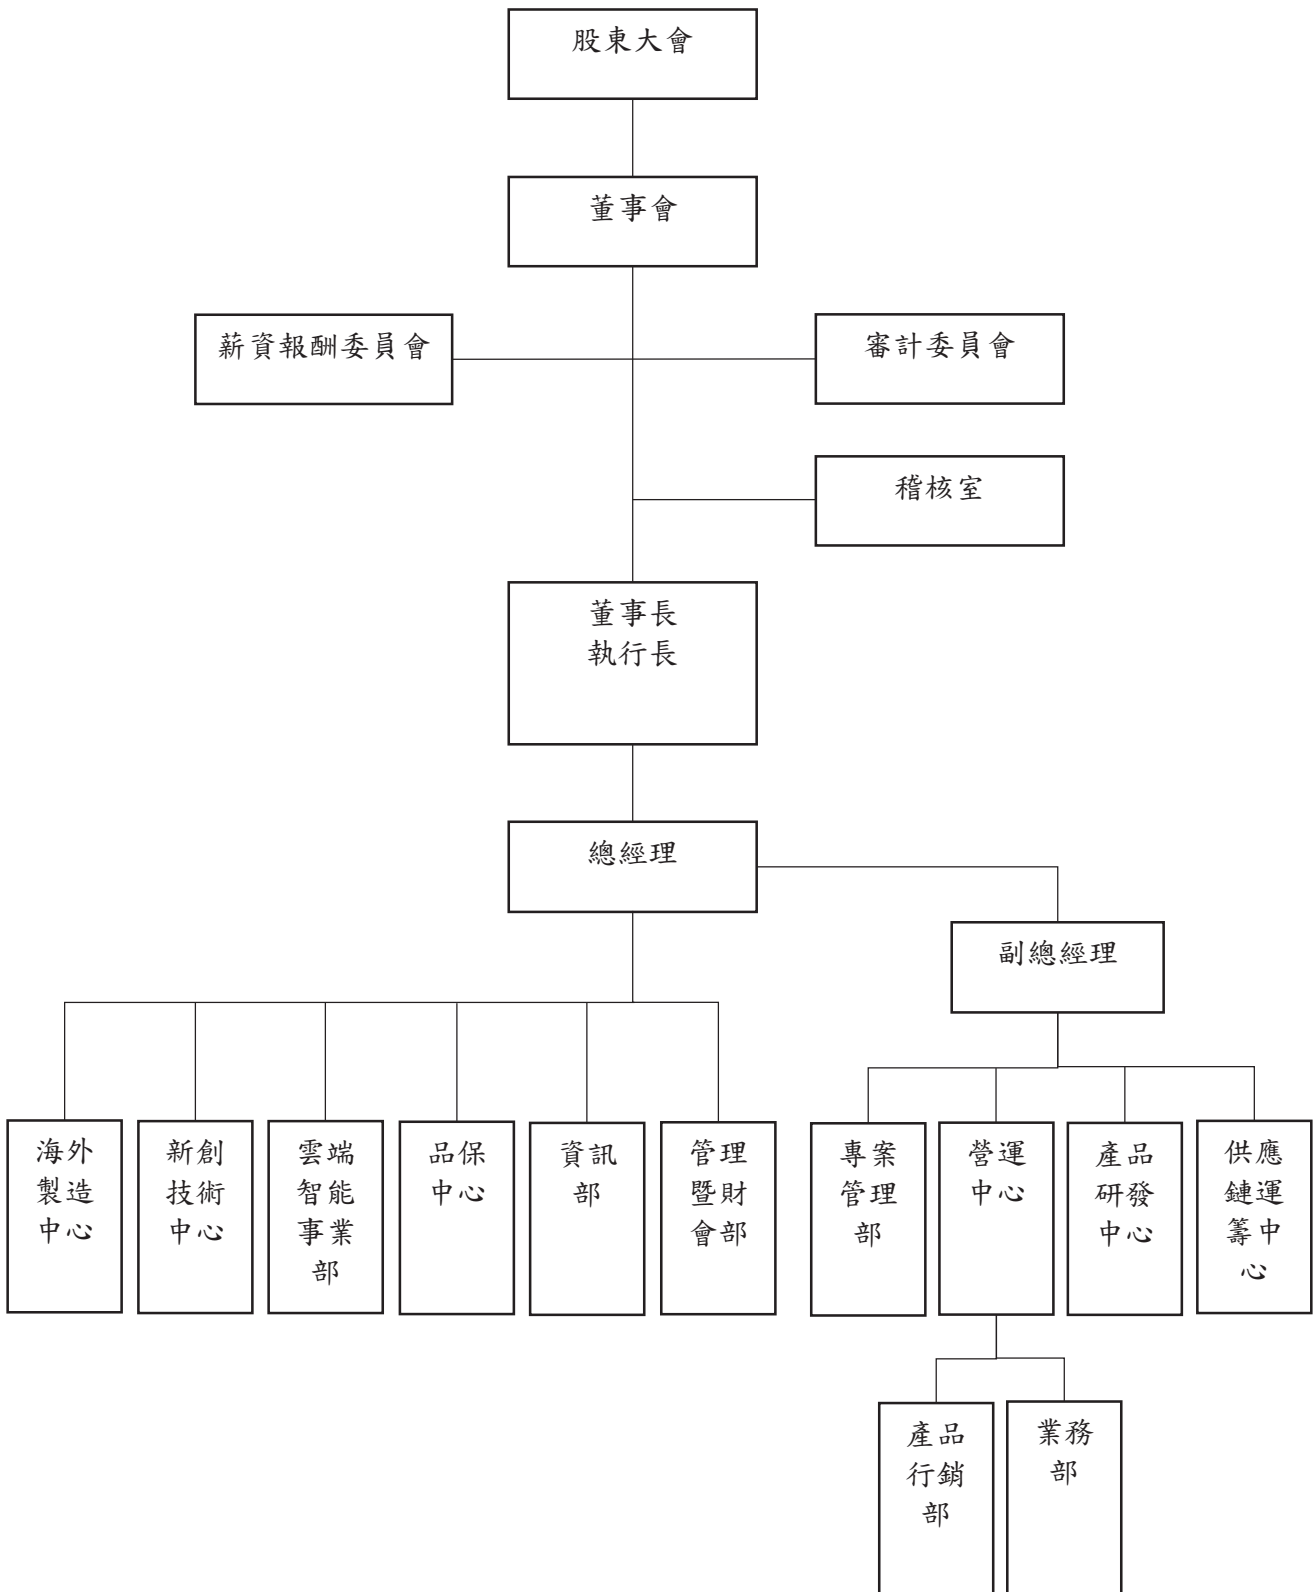 股東大會
董事會
薪資報酬委員會
審計委員會
稽核室
董事長
執行長
總經理
副總經理
海外
製造
中心
新創
技術
中心
雲端
智能
事業
部
品保
中心
資訊
部
管理
暨財
會部
專案
管理
部
營運
中心
產品
研發
中心
供應
鏈運
籌中
心
產品
行銷
部
業務
部